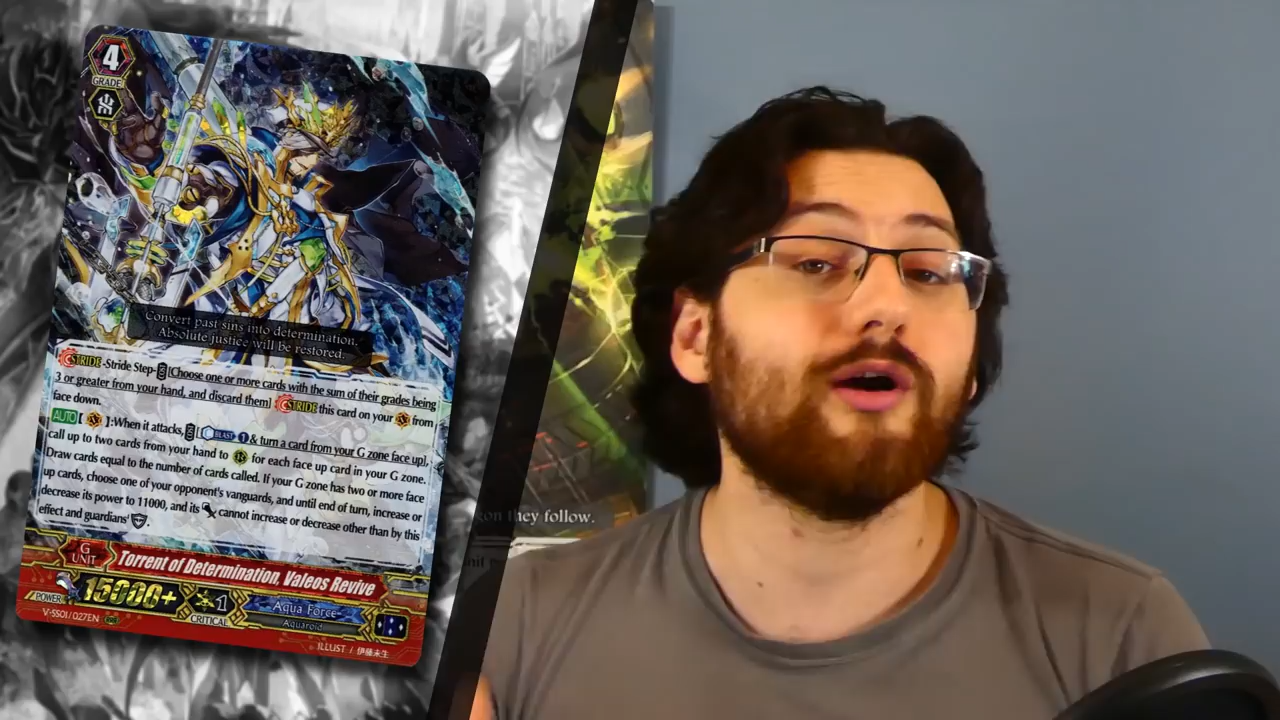 4
GRADE
Convert past sins into determination.
Absolute justice will be restored.
STRIDE -Stride Step- [Choose one or more cards with the sum of their grades being
3 or greater from your hand, and discard them] STRIDE this card on your from
face down.
AUTO [ ]:When it attacks, [ BLAST 1 & turn a card from your G zone face up],
call up to two cards from your hand to for each face up card in your G zone.
Draw cards equal to the number of cards called. If your G zone has two or more face
up cards, choose one of your opponent's vanguards, and until end of turn, increase or
decrease its power to 11000, and its cannot increase or decrease other than by this
effect and guardians' .
G
UNIT
Torrent of Determination, Valeos Revive
POWER 15000+ 1
CRITICAL
Aqua Force
Aquaroid
V-SS01/027EN RRR
ILLUST / 伊藤未生
they follow.